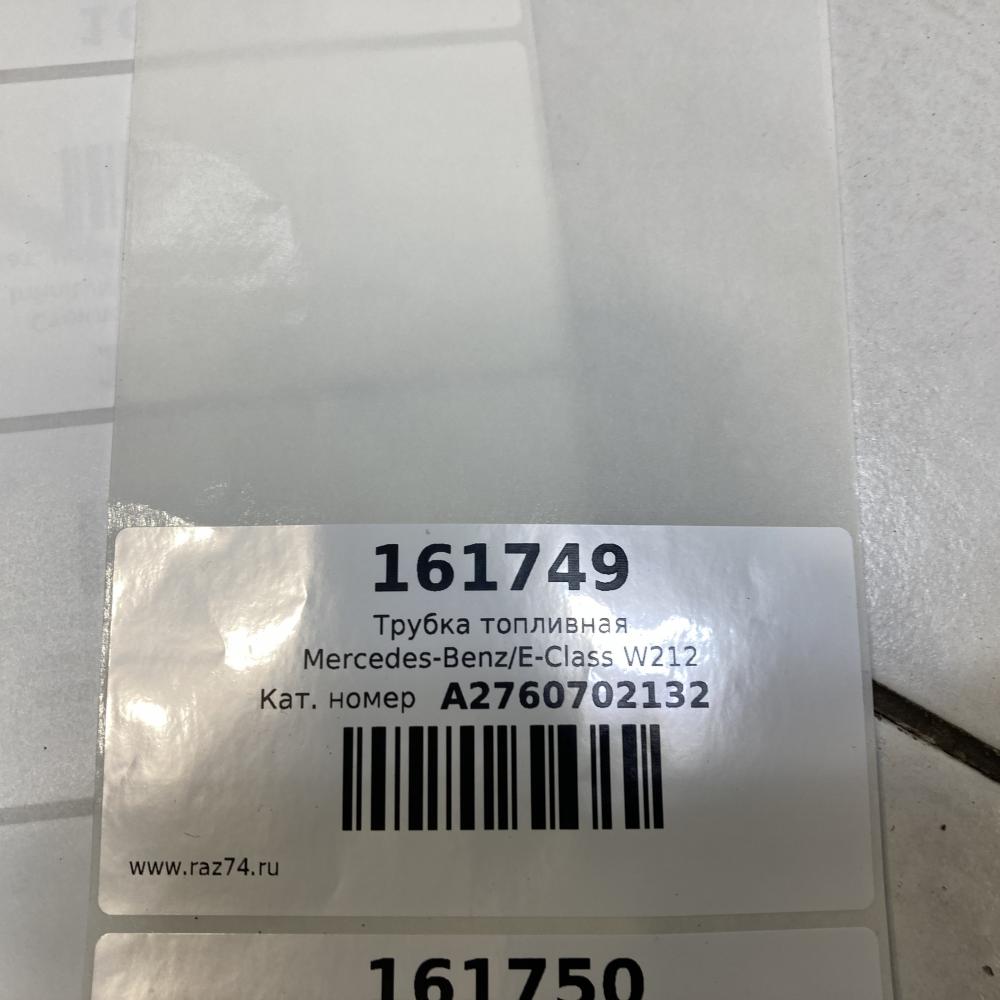 161749
Трубка топливная
Mercedes-Benz/E-Class W212
Кат. номер A2760702132
www.raz74.ru
161750